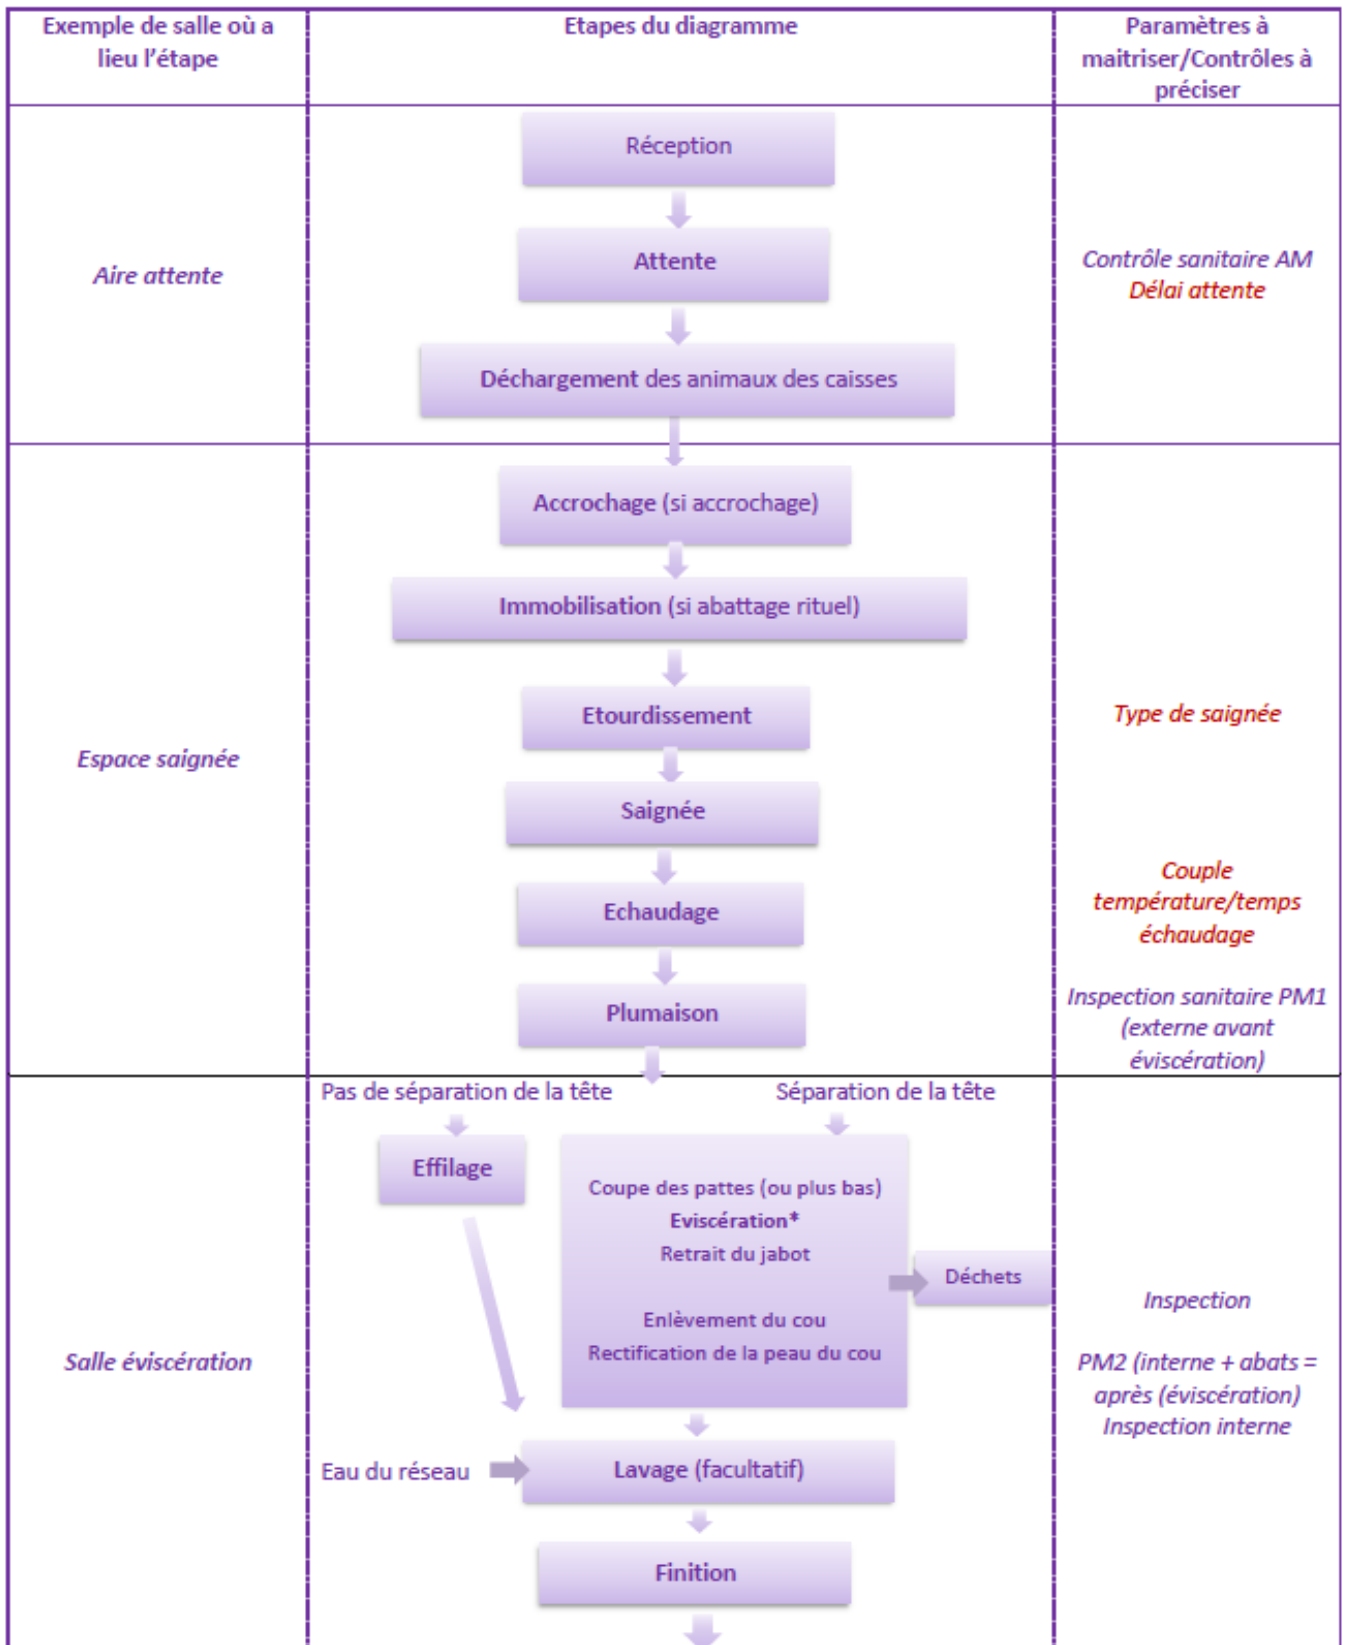 Exemple de salle où a
lieu l'étape
Etapes du diagramme
Paramètres à
maitriser/Contrôles à
préciser
Réception
Attente
Déchargement des animaux des caisses
Aire attente
Contrôle sanitaire AM
Délai attente
Accrochage (si accrochage)
Immobilisation (si abattage rituel)
Etourdissement
Saignée
Echaudage
Plumaison
Espace saignée
Type de saignée
Couple
température/temps
échaudage
Inspection sanitaire PM1
(externe avant
éviscération)
Pas de séparation de la tête
Séparation de la tête
Effilage
Coupe des pattes (ou plus bas)
Eviscération*
Retrait du jabot
Enlèvement du cou
Rectification de la peau du cou
Déchets
Salle éviscération
Inspection
PM2 (interne + abats =
après (éviscération)
Inspection interne
Eau du réseau
Lavage (facultatif)
Finition